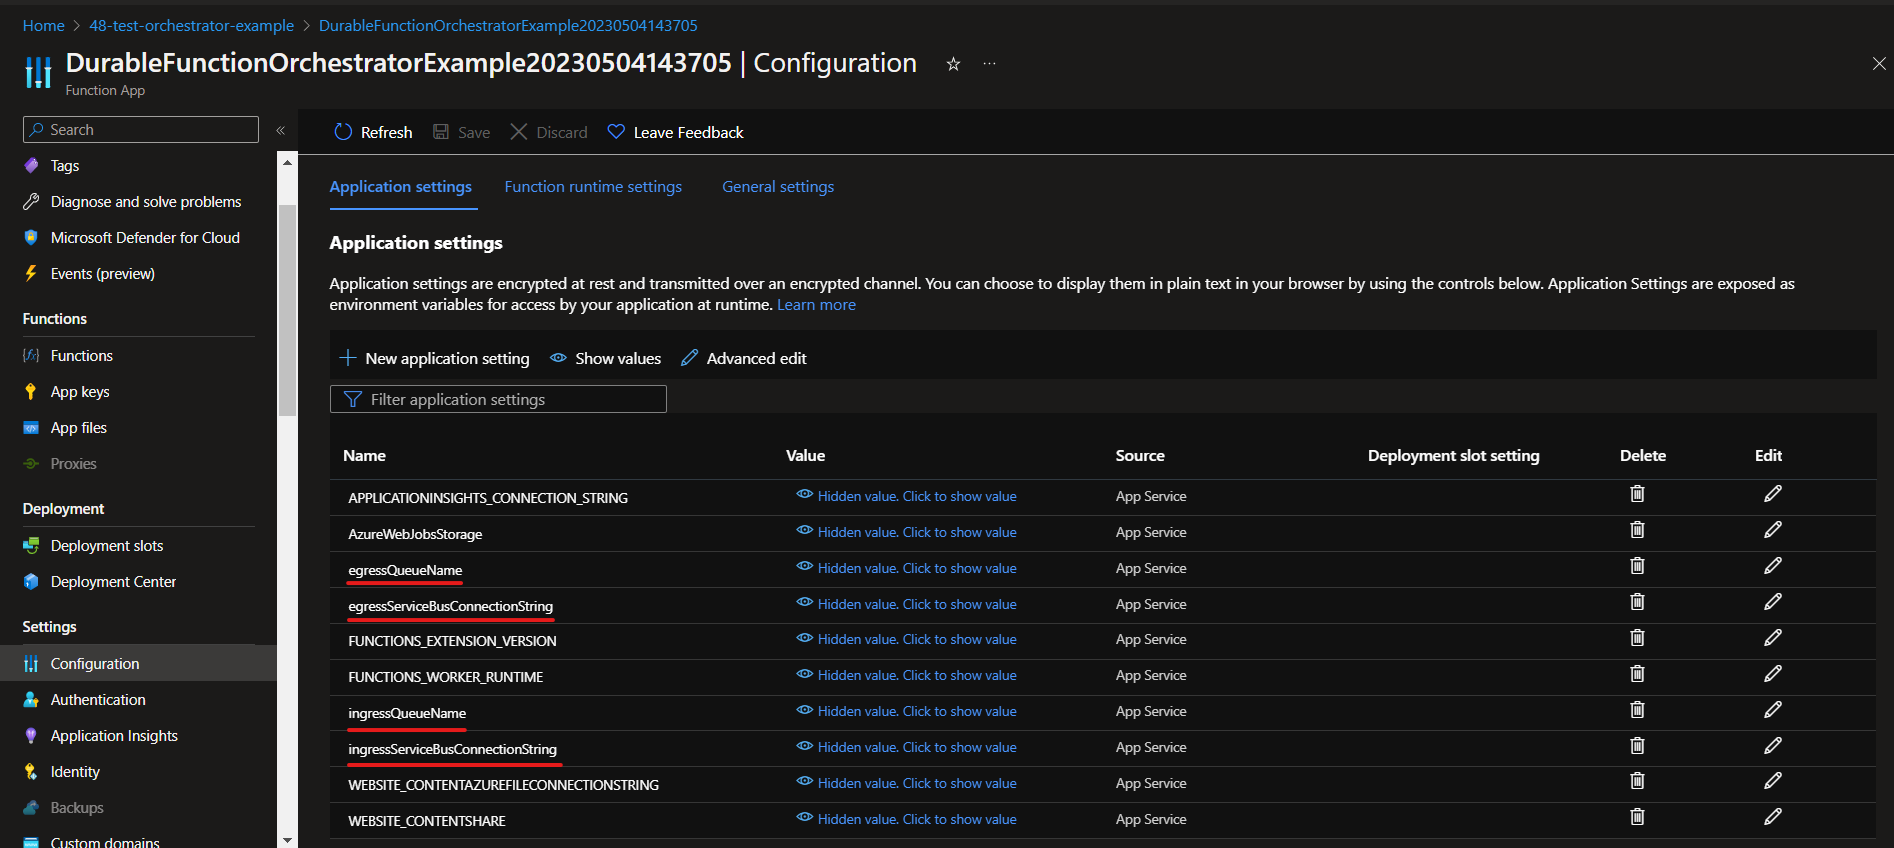 Home > 48-test-orchestrator-example > DurableFunctionOrchestratorExample20230504143705
DurableFunctionOrchestratorExample20230504143705 | Configuration
Function App
Search
Tags
Diagnose and solve problems
Microsoft Defender for Cloud
Events (preview)
Functions
Functions
App keys
App files
Proxies
Deployment
Deployment slots
Deployment Center
Settings
Configuration
Authentication
Application Insights
Identity
Backups
Custom domains
Refresh Save Discard Leave Feedback
Application settings Function runtime settings General settings
Application settings
Application settings are encrypted at rest and transmitted over an encrypted channel. You can choose to display them in plain text in your browser by using the controls below. Application Settings are exposed as
environment variables for access by your application at runtime. Learn more
New application setting Show values Advanced edit
Filter application settings
Name Value Source Deployment slot setting Delete Edit
APPLICATIONINSIGHTS_CONNECTION_STRING Hidden value. Click to show value App Service
AzureWebJobsStorage Hidden value. Click to show value App Service
egressQueueName Hidden value. Click to show value App Service
egressServiceBusConnectionString Hidden value. Click to show value App Service
FUNCTIONS_EXTENSION_VERSION Hidden value. Click to show value App Service
FUNCTIONS_WORKER_RUNTIME Hidden value. Click to show value App Service
ingressQueueName Hidden value. Click to show value App Service
ingressServiceBusConnectionString Hidden value. Click to show value App Service
WEBSITE_CONTENTAZUREFILECONNECTIONSTRING Hidden value. Click to show value App Service
WEBSITE_CONTENTSHARE Hidden value. Click to show value App Service